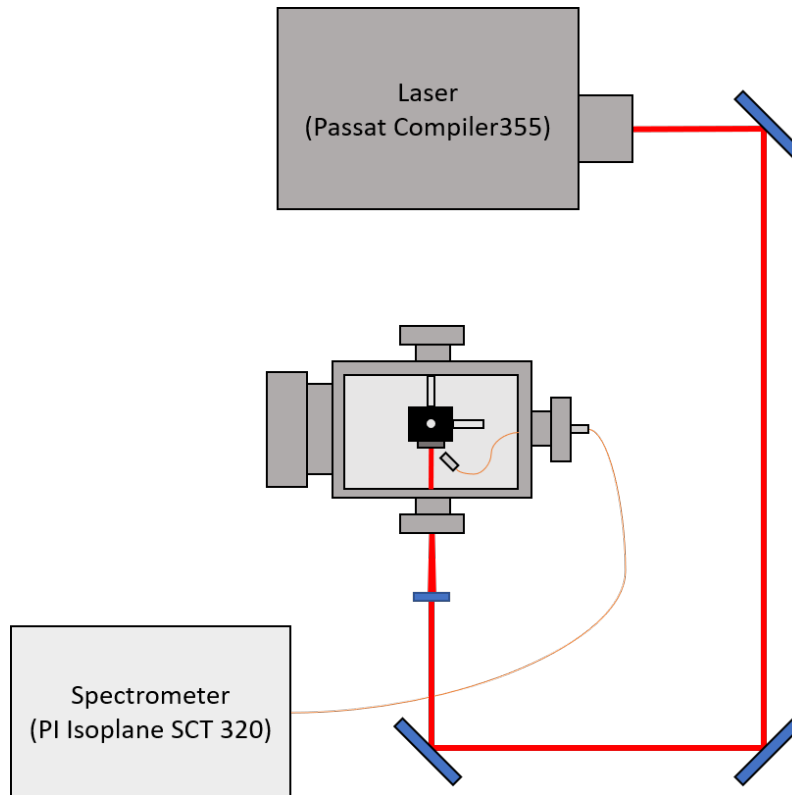 Laser
(Passat Compiler355)
Spectrometer
(PI Isoplane SCT 320)